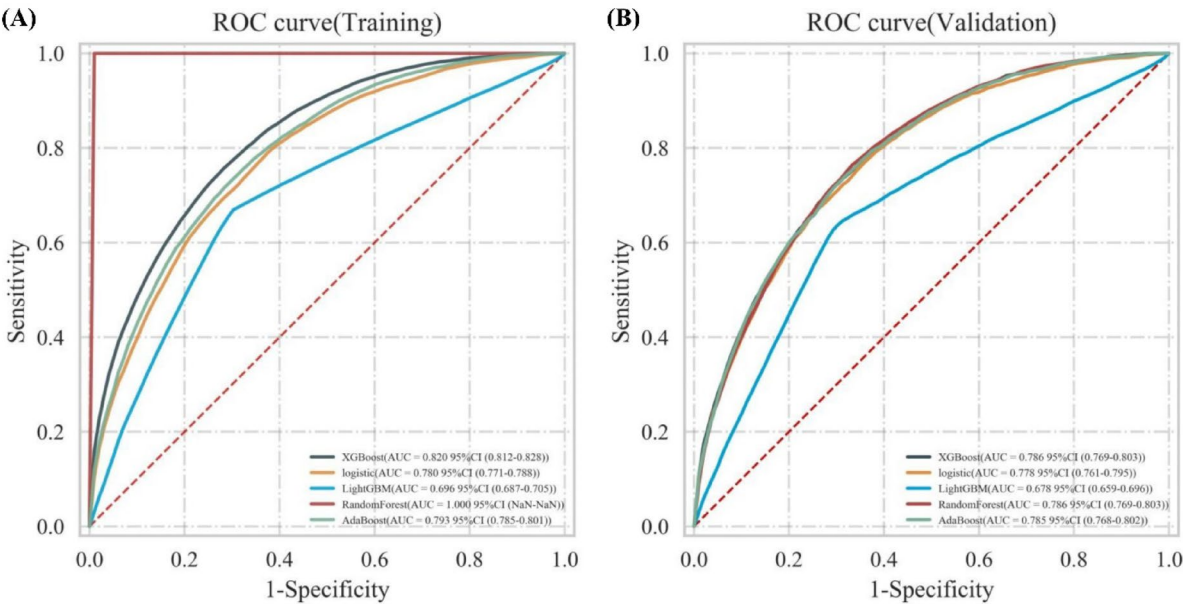 (A)
ROC curve(Training)
Sensitivity
1.0
0.8
0.6
0.4
0.2
0.0
XGBoost(AUC = 0.820 95%CI (0.812-0.828))
logistic(AUC = 0.780 95%CI (0.771-0.788))
LightGBM(AUC = 0.696 95%CI (0.687-0.705))
RandomForest(AUC = 1.000 95%CI (NaN-NaN))
AdaBoost(AUC = 0.793 95%CI (0.785-0.801))
0.0 0.2 0.4 0.6 0.8 1.0
1-Specificity
(B)
ROC curve(Validation)
Sensitivity
1.0
0.8
0.6
0.4
0.2
0.0
XGBoost(AUC = 0.786 95%CI (0.769-0.803))
logistic(AUC = 0.778 95%CI (0.761-0.795))
LightGBM(AUC = 0.678 95%CI (0.659-0.696))
RandomForest(AUC = 0.786 95%CI (0.769-0.803))
AdaBoost(AUC = 0.785 95%CI (0.768-0.802))
0.0 0.2 0.4 0.6 0.8 1.0
1-Specificity